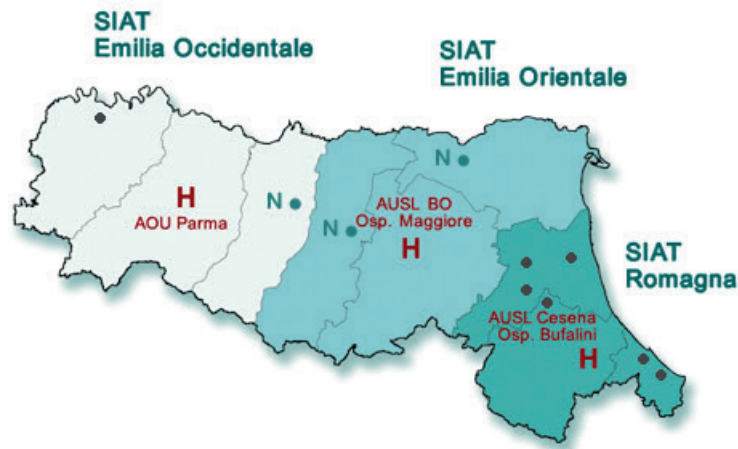 SIAT
Emilia Occidentale
SIAT
Emilia Orientale
N
H
AUSL BO
Osp. Maggiore
N
AOU Parma
N
H
SIAT
Romagna
AUSL Cesena
Osp. Bufalini
H